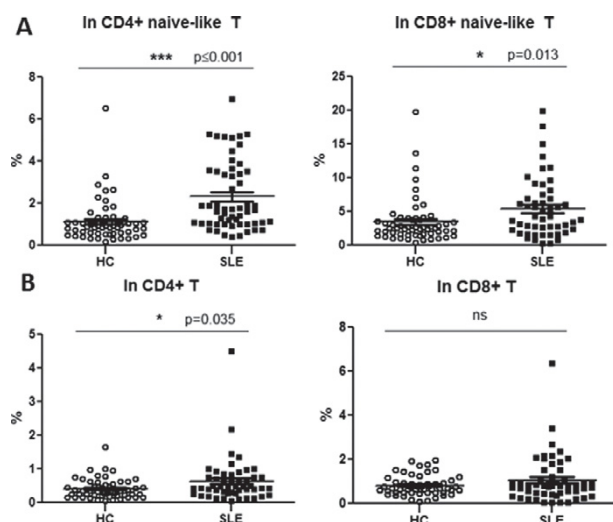 A
In CD4+ naive-like T
In CD8+ naive-like T
*** p≤0.001
* p=0.013
8
6
4
2
0
%
HC
SLE
25
20
15
10
5
0
%
HC
SLE
B
In CD4+ T
In CD8+ T
* p=0.035
ns
5
4
3
2
1
0
%
HC
SLE
8
6
4
2
0
%
HC
SLE